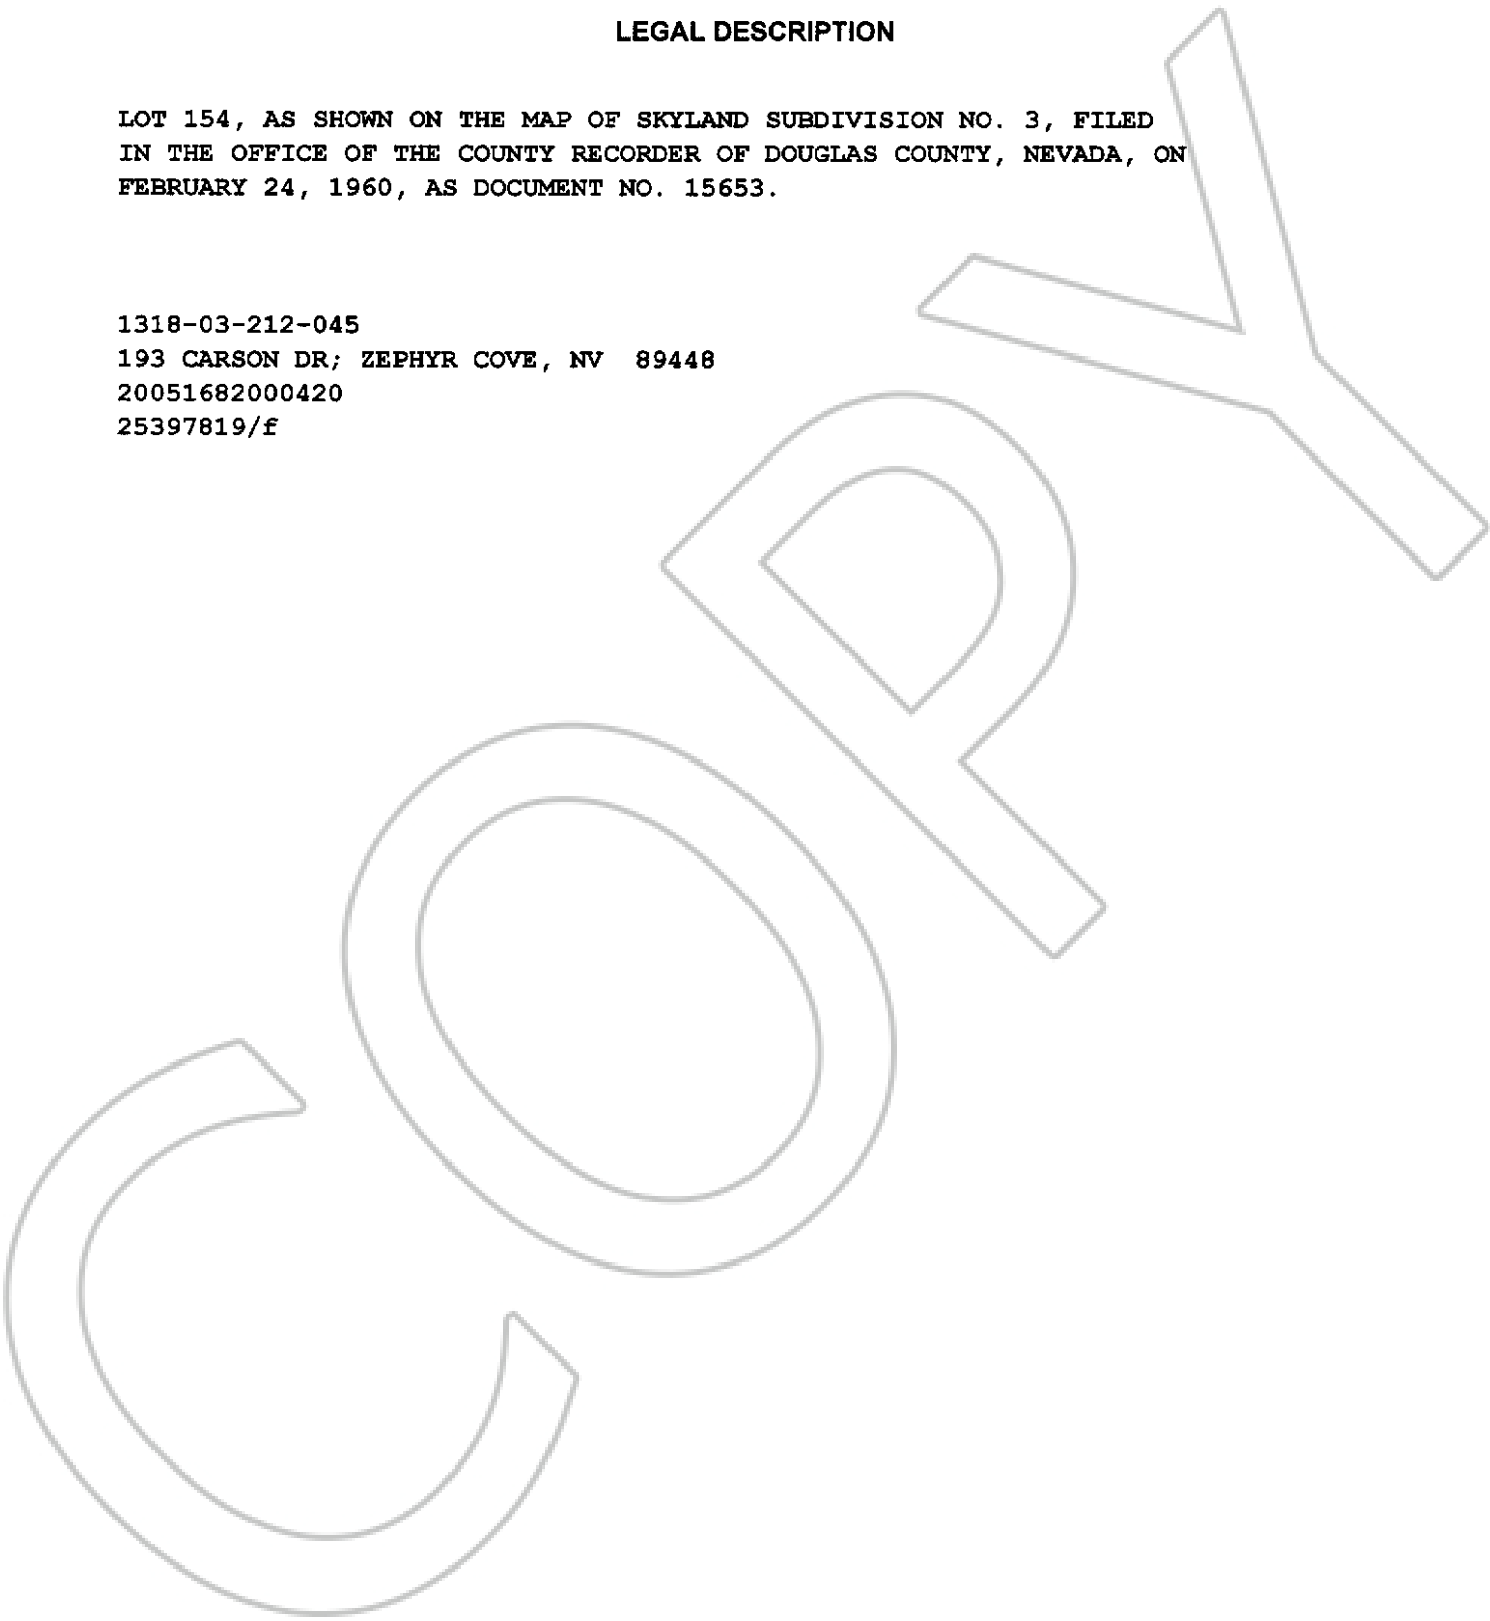 LEGAL DESCRIPTION
LOT 154, AS SHOWN ON THE MAP OF SKYLAND SUBDIVISION NO. 3, FILED
IN THE OFFICE OF THE COUNTY RECORDER OF DOUGLAS COUNTY, NEVADA, ON
FEBRUARY 24, 1960, AS DOCUMENT NO. 15653.
1318-03-212-045
193 CARSON DR; ZEPHYR COVE, NV  89448
20051682000420
25397819/f
COPY